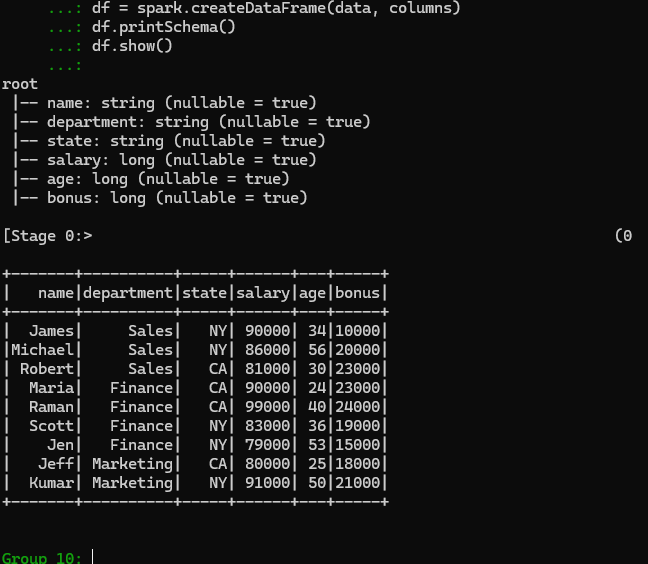 ...: df = spark.createDataFrame(data, columns)
...: df.printSchema()
...: df.show()
...:
root
 |-- name: string (nullable = true)
 |-- department: string (nullable = true)
 |-- state: string (nullable = true)
 |-- salary: long (nullable = true)
 |-- age: long (nullable = true)
 |-- bonus: long (nullable = true)
[Stage 0:> (0
+-------+----------+-----+------+---+-----+
|   name|department|state|salary|age|bonus|
+-------+----------+-----+------+---+-----+
|  James|     Sales|   NY| 90000| 34|10000|
|Michael|     Sales|   NY| 86000| 56|20000|
| Robert|     Sales|   CA| 81000| 30|23000|
|  Maria|   Finance|   CA| 90000| 24|23000|
|  Raman|   Finance|   CA| 99000| 40|24000|
|  Scott|   Finance|   NY| 83000| 36|19000|
|    Jen|   Finance|   NY| 79000| 53|15000|
|   Jeff| Marketing|   CA| 80000| 25|18000|
|  Kumar| Marketing|   NY| 91000| 50|21000|
+-------+----------+-----+------+---+-----+
Group 10: